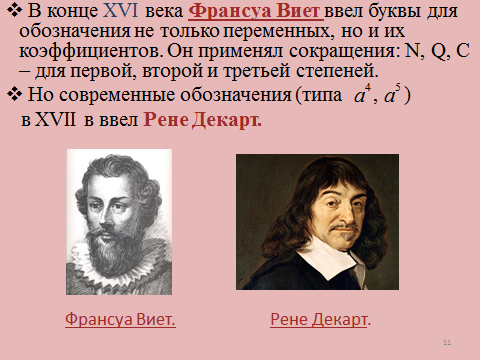 ❖ В конце XVI века Франсуа Виет ввел буквы для
обозначения не только переменных, но и их
коэффициентов. Он применял сокращения: N, Q, C
– для первой, второй и третьей степеней.
❖ Но современные обозначения (типа a⁴, a⁵)
в XVII в ввел Рене Декарт.
Франсуа Виет. Рене Декарт.
11